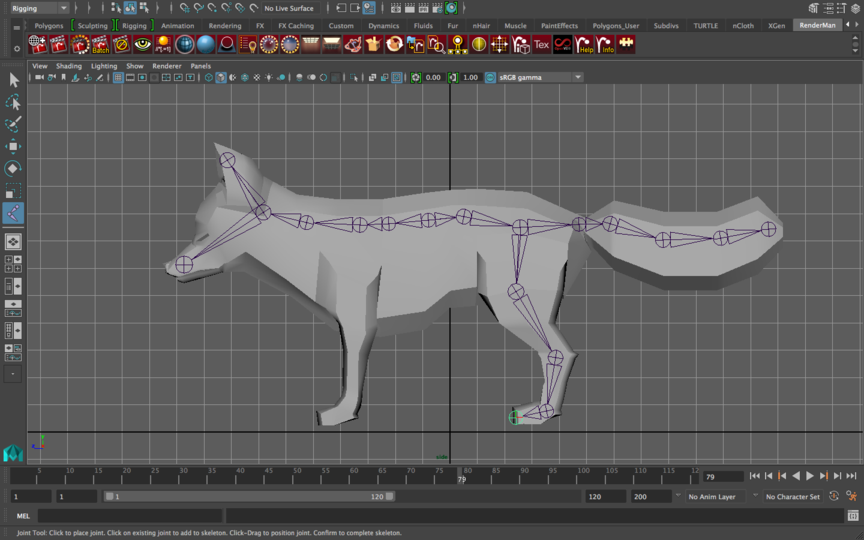 Rigging No Live Surface
Polygons Sculpting Rigging Animation Rendering FX FX Caching Custom Dynamics Fluids Fur nHair Muscle PaintEffects Polygons_User Subdivs TURTLE nCloth XGen RenderMan
Batch Tex Help Info
View Shading Lighting Show Renderer Panels
0.00 1.00 sRGB gamma
side
5 10 15 20 25 30 35 40 45 50 55 60 65 70 75 80 85 90 95 100 105 110 115 12
79 79
1 1 1 120 120 200 No Anim Layer No Character Set
MEL
Joint Tool: Click to place joint. Click on existing joint to add to skeleton. Click-Drag to position joint. Confirm to complete skeleton.